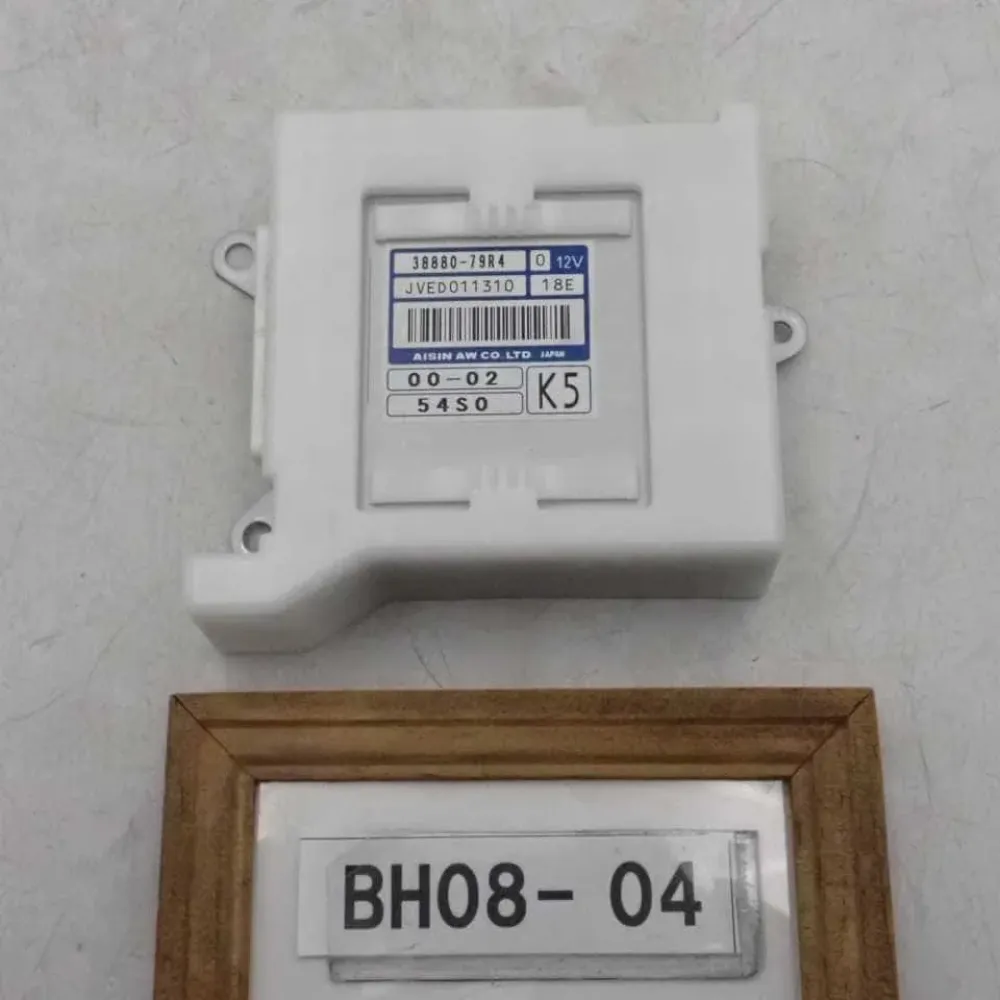 38880-79R4 0 12V
JVED011310 18E
AISIN AW CO. LTD JAPAN
00-02
54S0 K5
BH08- 04